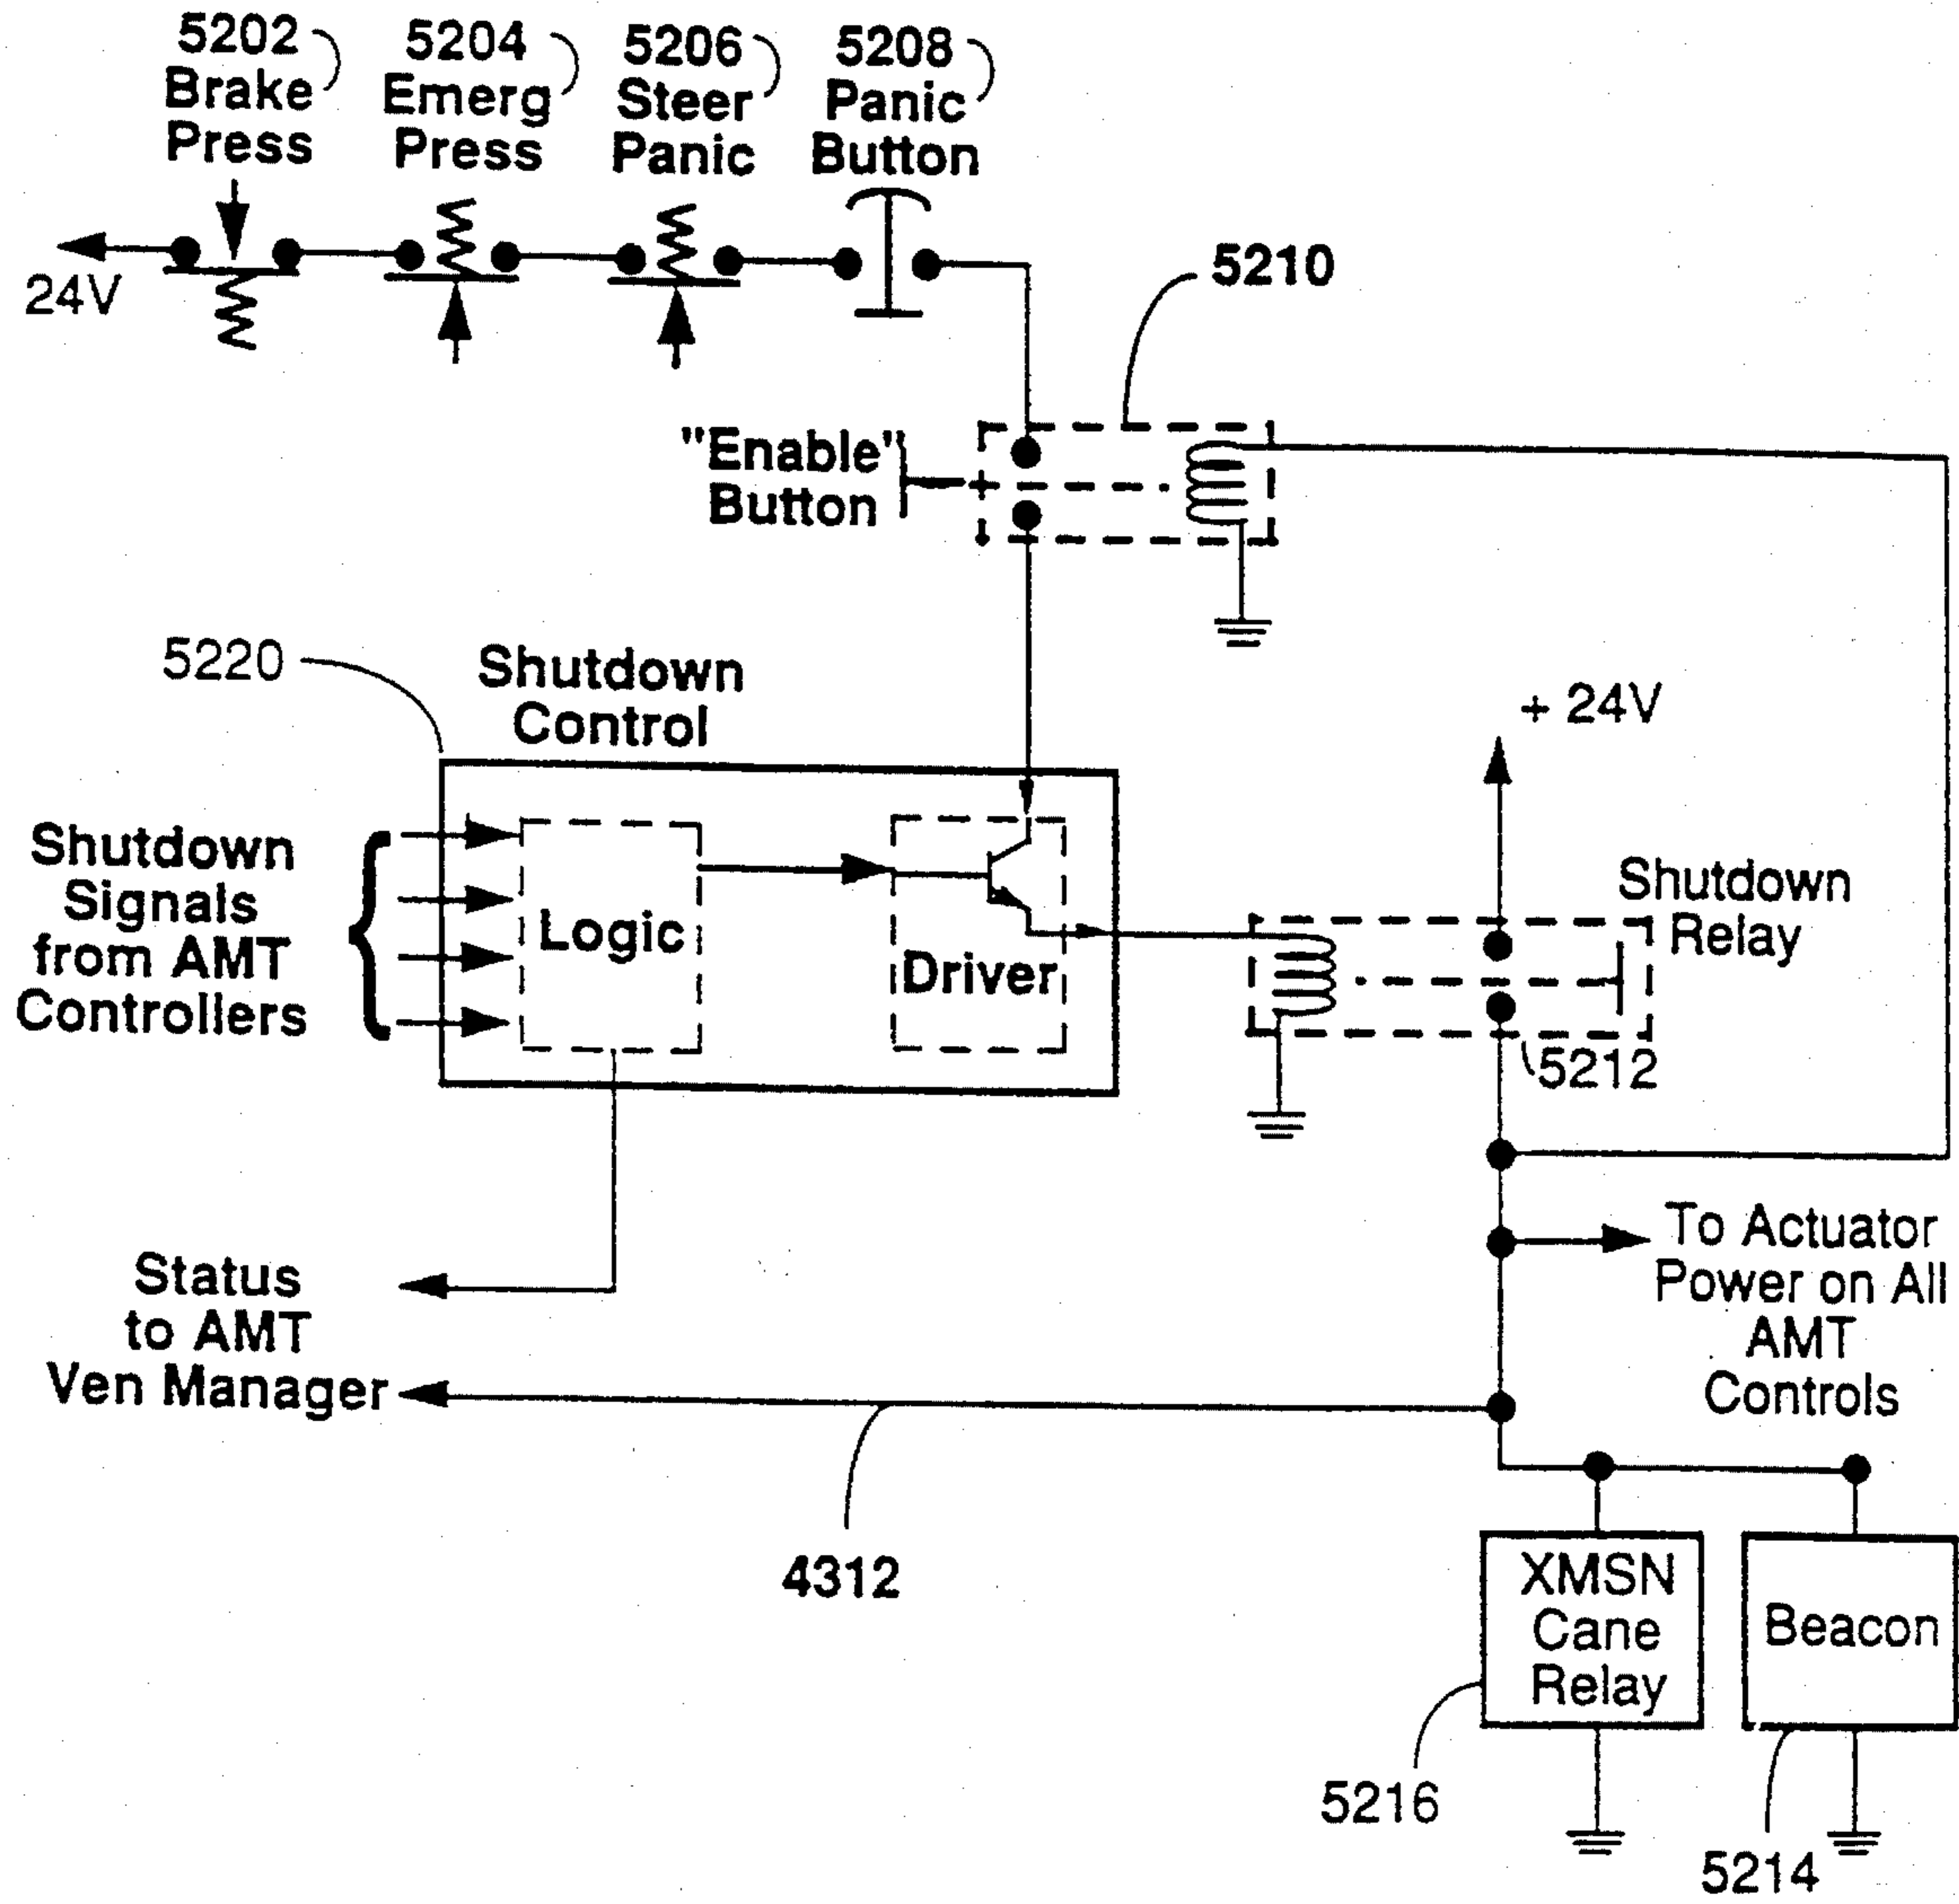 5202
Brake
Press
5204
Emerg
Press
5206
Steer
Panic
5208
Panic
Button
24V
5210
"Enable"
Button
5220
Shutdown
Control
+ 24V
Shutdown
Signals
from AMT
Controllers
Logic
Driver
Shutdown
Relay
5212
To Actuator
Power on All
AMT
Controls
Status
to AMT
Ven Manager
4312
XMSN
Cane
Relay
Beacon
5216
5214